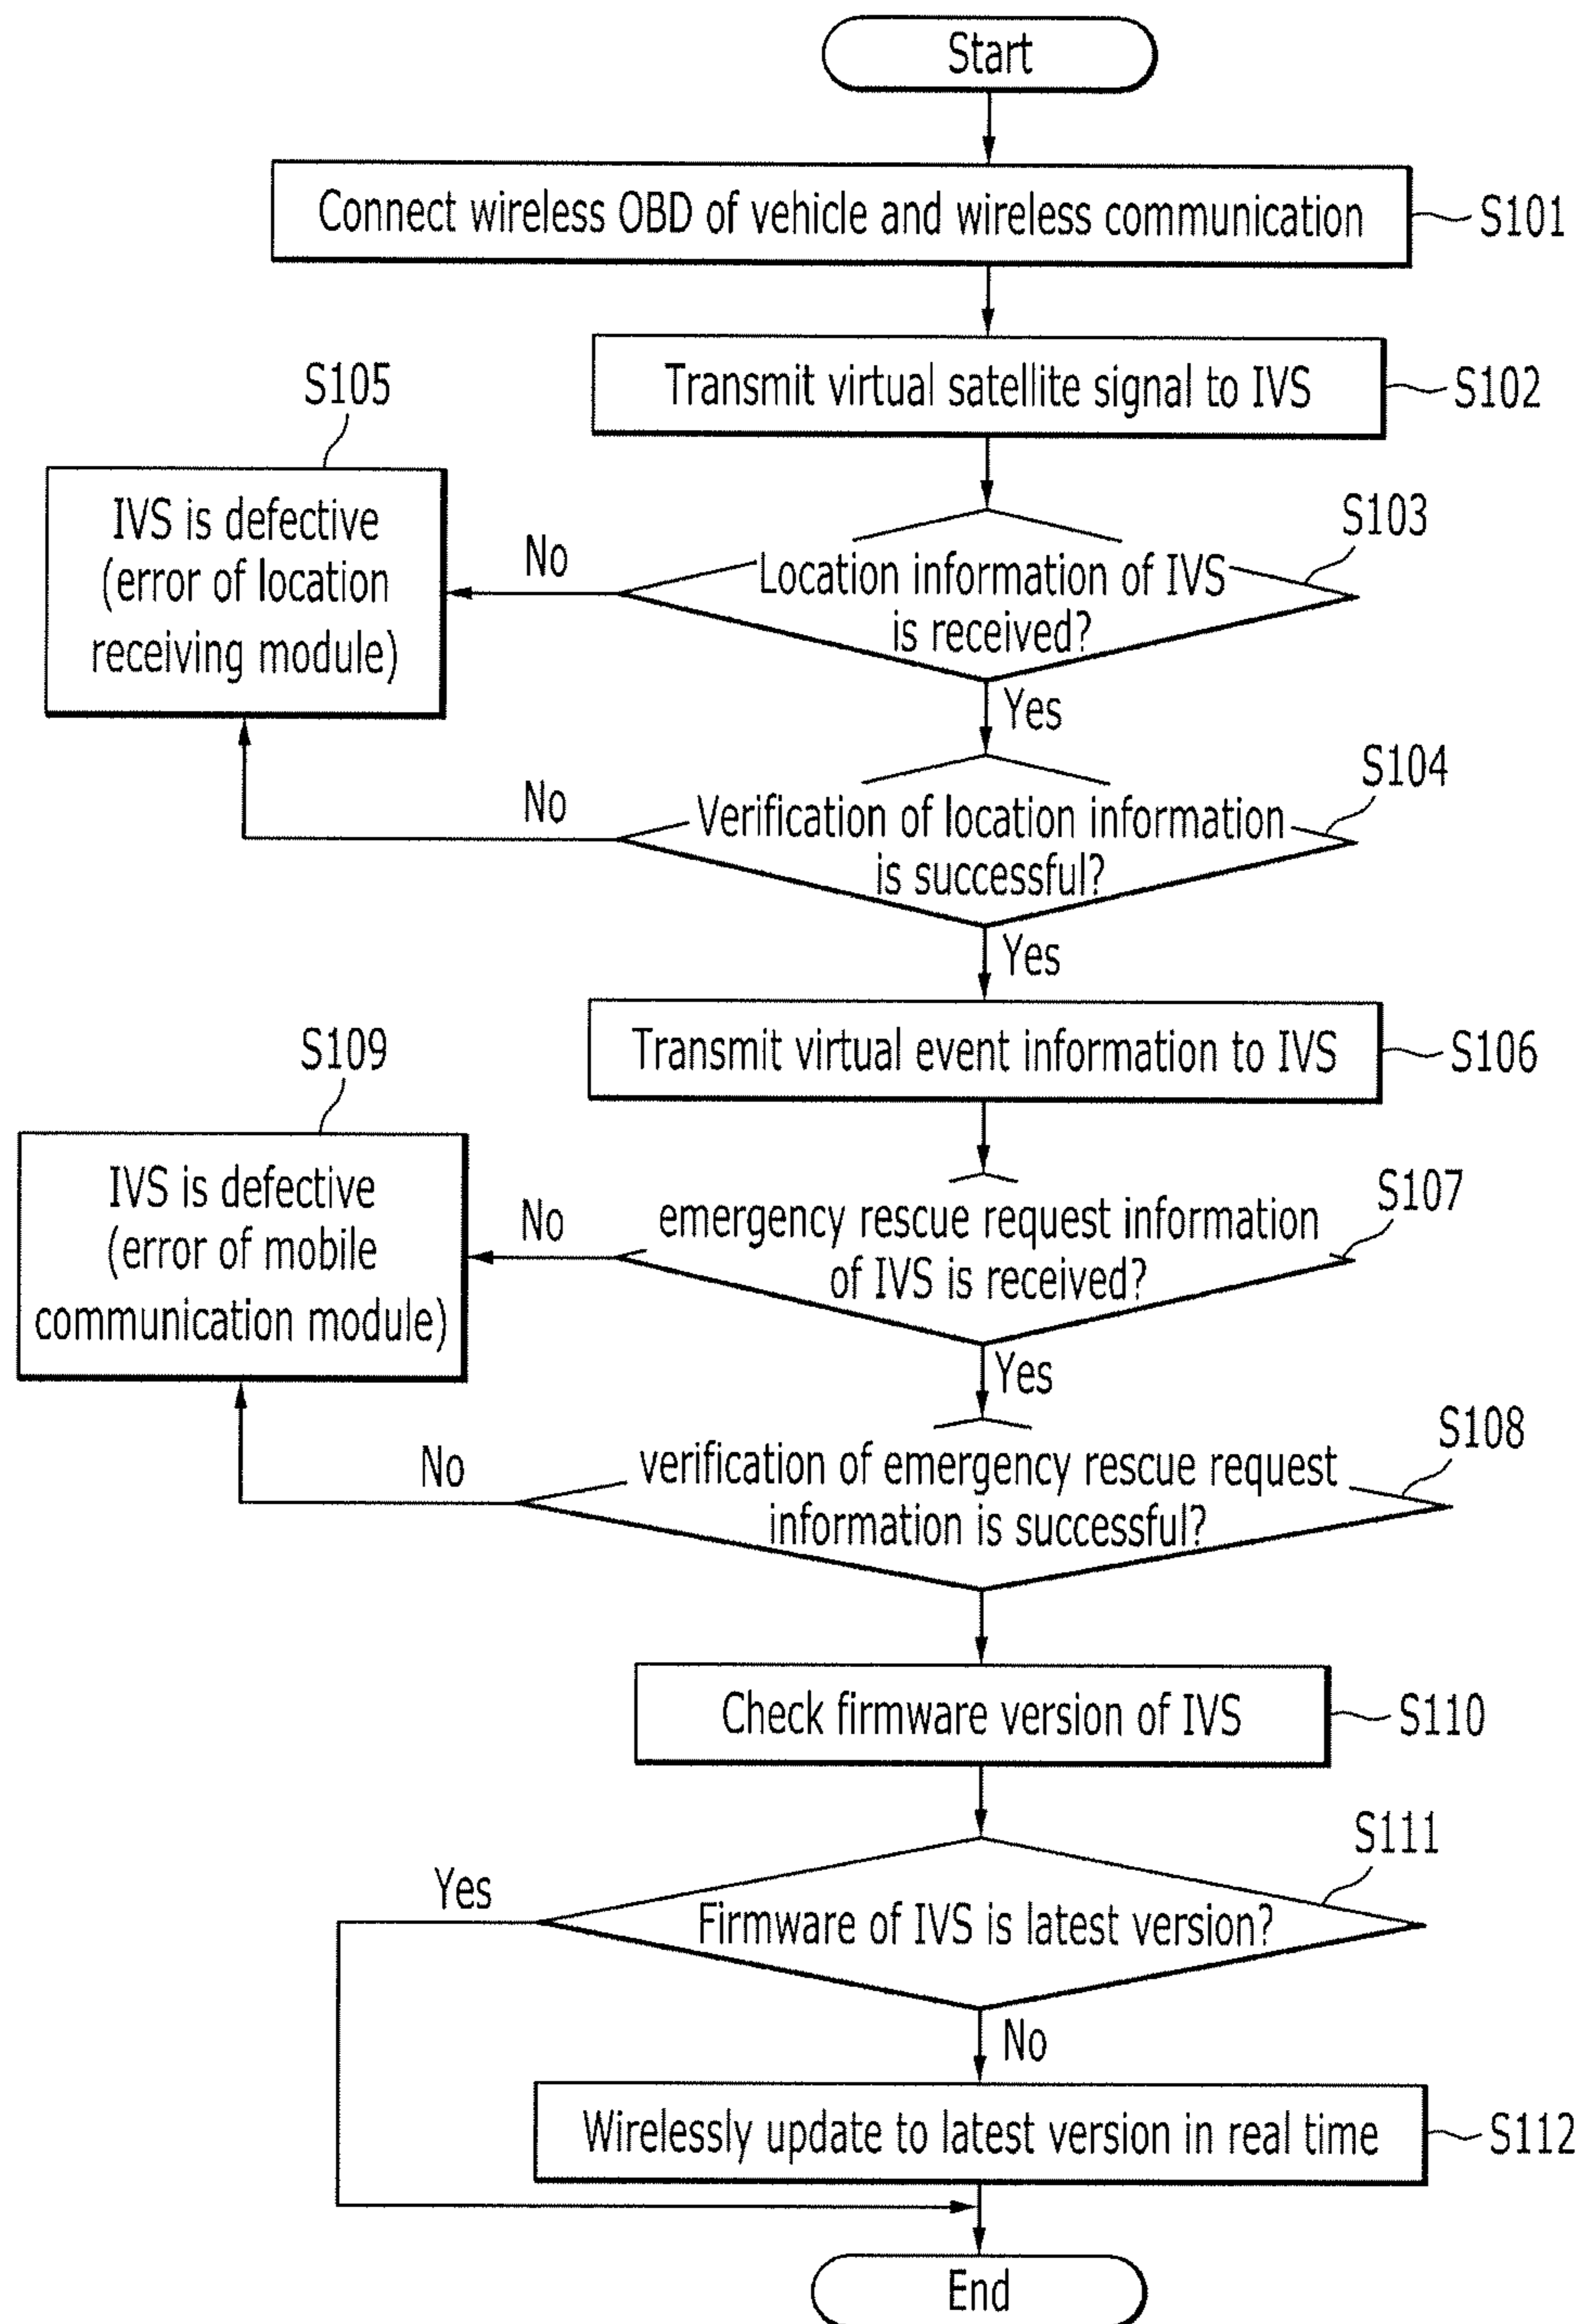 Start
Connect wireless OBD of vehicle and wireless communication
S101
Transmit virtual satellite signal to IVS
S102
S105
IVS is defective
(error of location
receiving module)
No
Location information of IVS
is received?
S103
Yes
No
Verification of location information
is successful?
S104
Yes
Transmit virtual event information to IVS
S106
S109
IVS is defective
(error of mobile
communication module)
No
emergency rescue request information
of IVS is received?
S107
Yes
No
verification of emergency rescue request
information is successful?
S108
Check firmware version of IVS
S110
Yes
Firmware of IVS is latest version?
S111
No
Wirelessly update to latest version in real time
S112
End